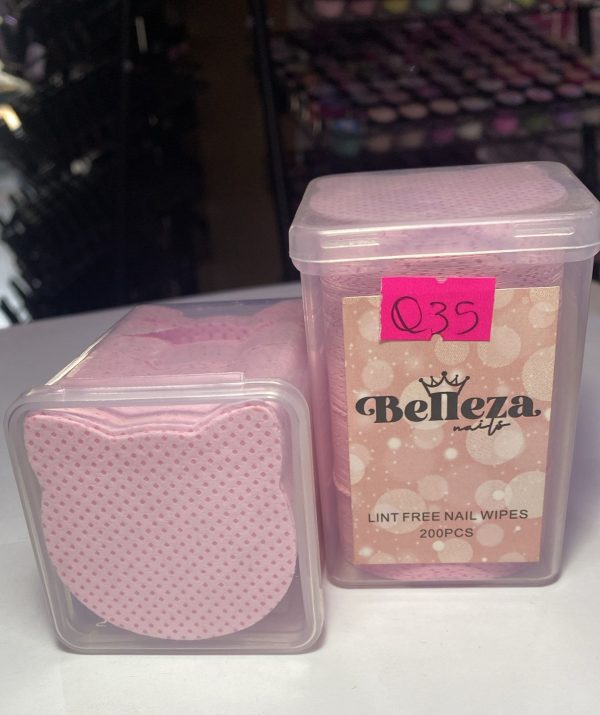 Q35
Belleza
nails
LINT FREE NAIL WIPES
200PCS